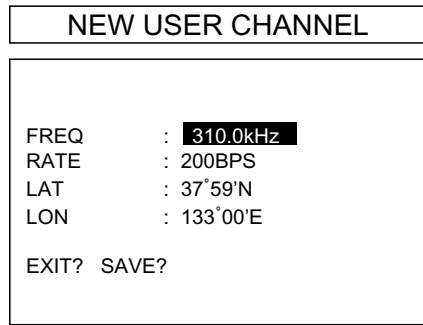 NEW USER CHANNEL
FREQ : 310.0kHz
RATE : 200BPS
LAT : 37°59'N
LON : 133°00'E
EXIT? SAVE?